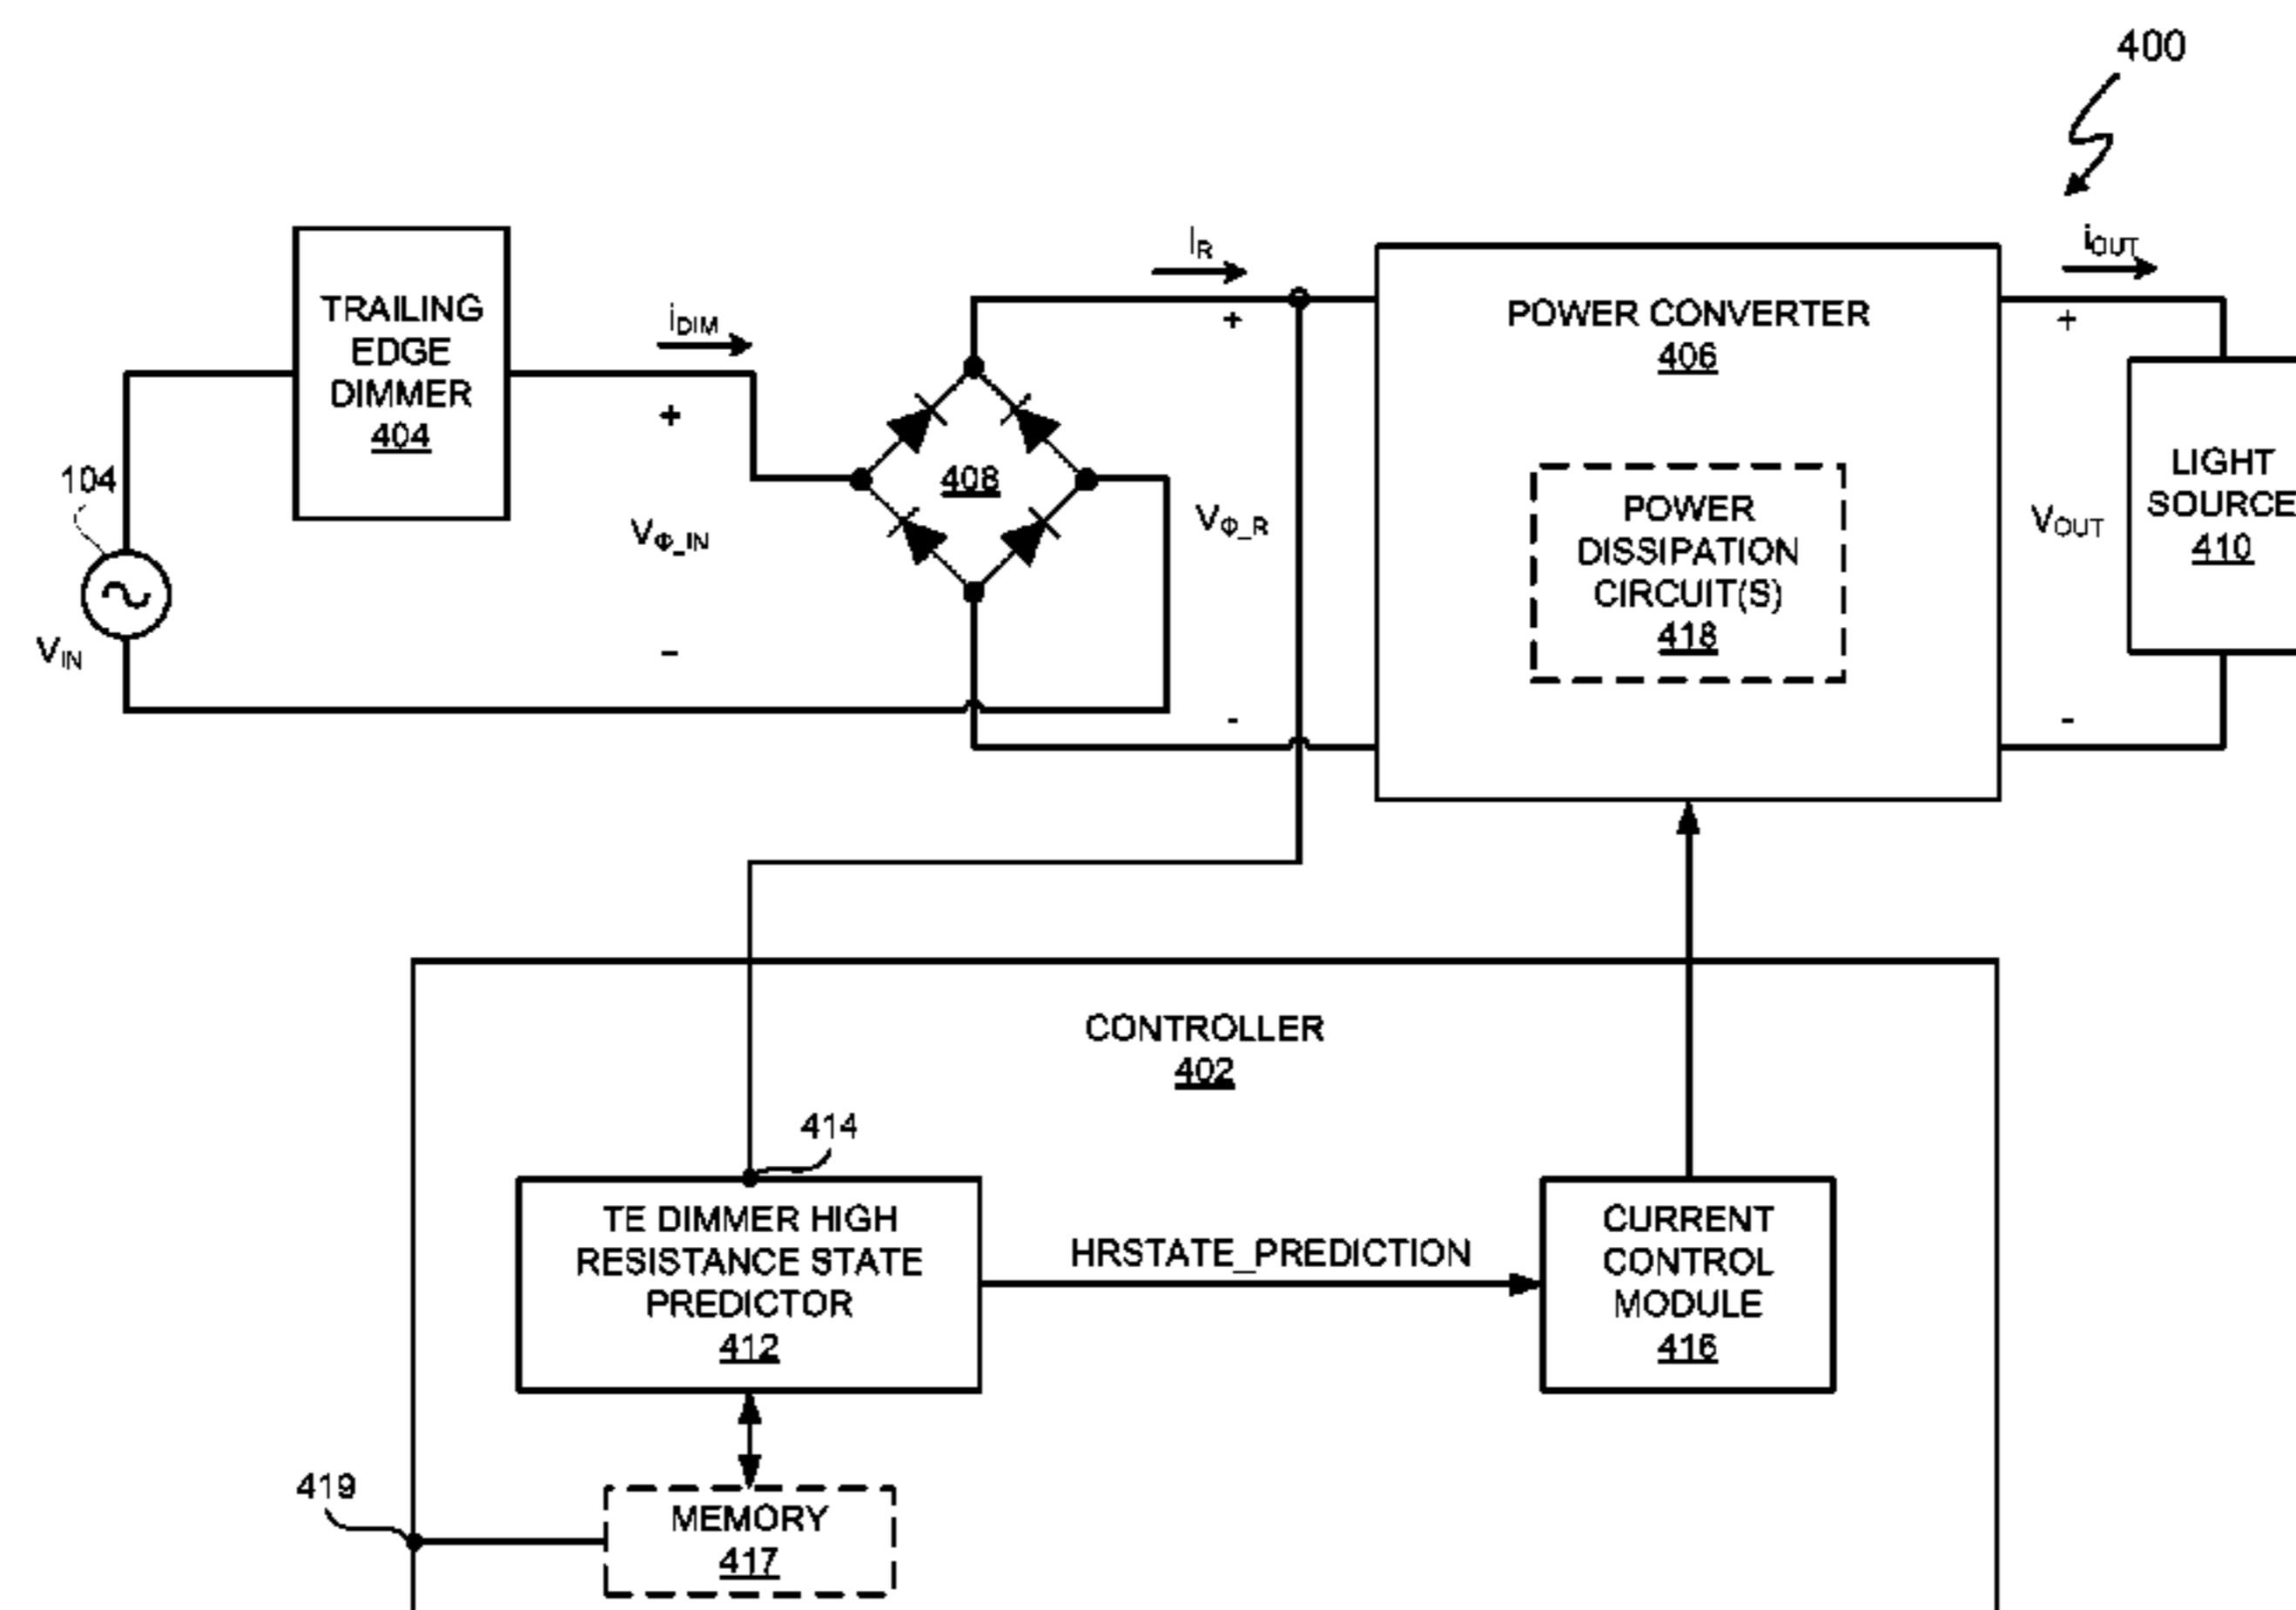 400
TRAILING
EDGE
DIMMER
404
iDIM
IR
+
POWER CONVERTER
406
iOUT
+
+
104
408
VΦ_IN
VΦ_R
POWER
DISSIPATION
CIRCUIT(S)
418
VOUT
LIGHT
SOURCE
410
VIN
-
-
-
CONTROLLER
402
414
TE DIMMER HIGH
RESISTANCE STATE
PREDICTOR
412
HRSTATE_PREDICTION
CURRENT
CONTROL
MODULE
416
419
MEMORY
417